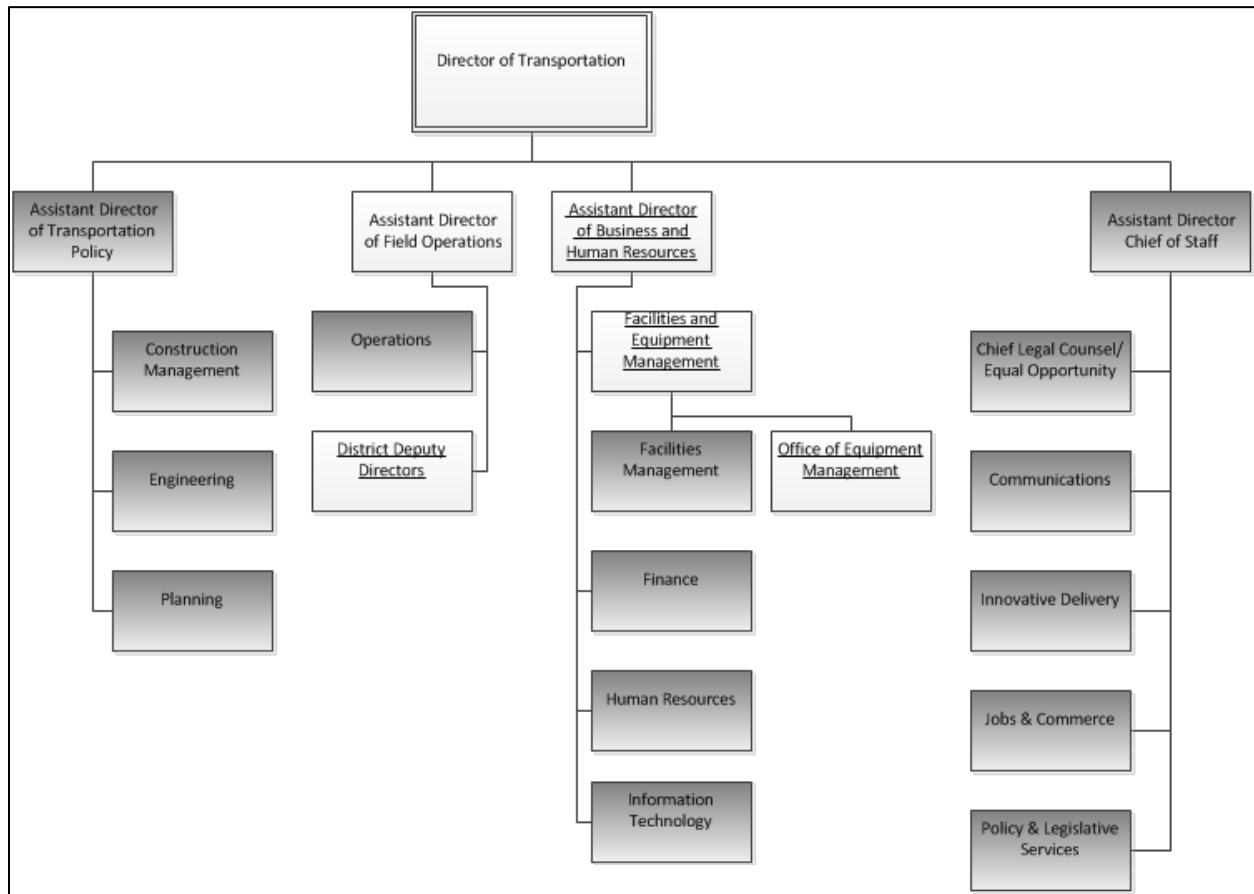 Director of Transportation
Assistant Director
of Transportation
Policy
Assistant Director
of Field Operations
Assistant Director
of Business and
Human Resources
Assistant Director
Chief of Staff
Construction
Management
Engineering
Planning
Operations
District Deputy
Directors
Facilities and
Equipment
Management
Facilities
Management
Office of Equipment
Management
Finance
Human Resources
Information
Technology
Chief Legal Counsel/
Equal Opportunity
Communications
Innovative Delivery
Jobs & Commerce
Policy & Legislative
Services